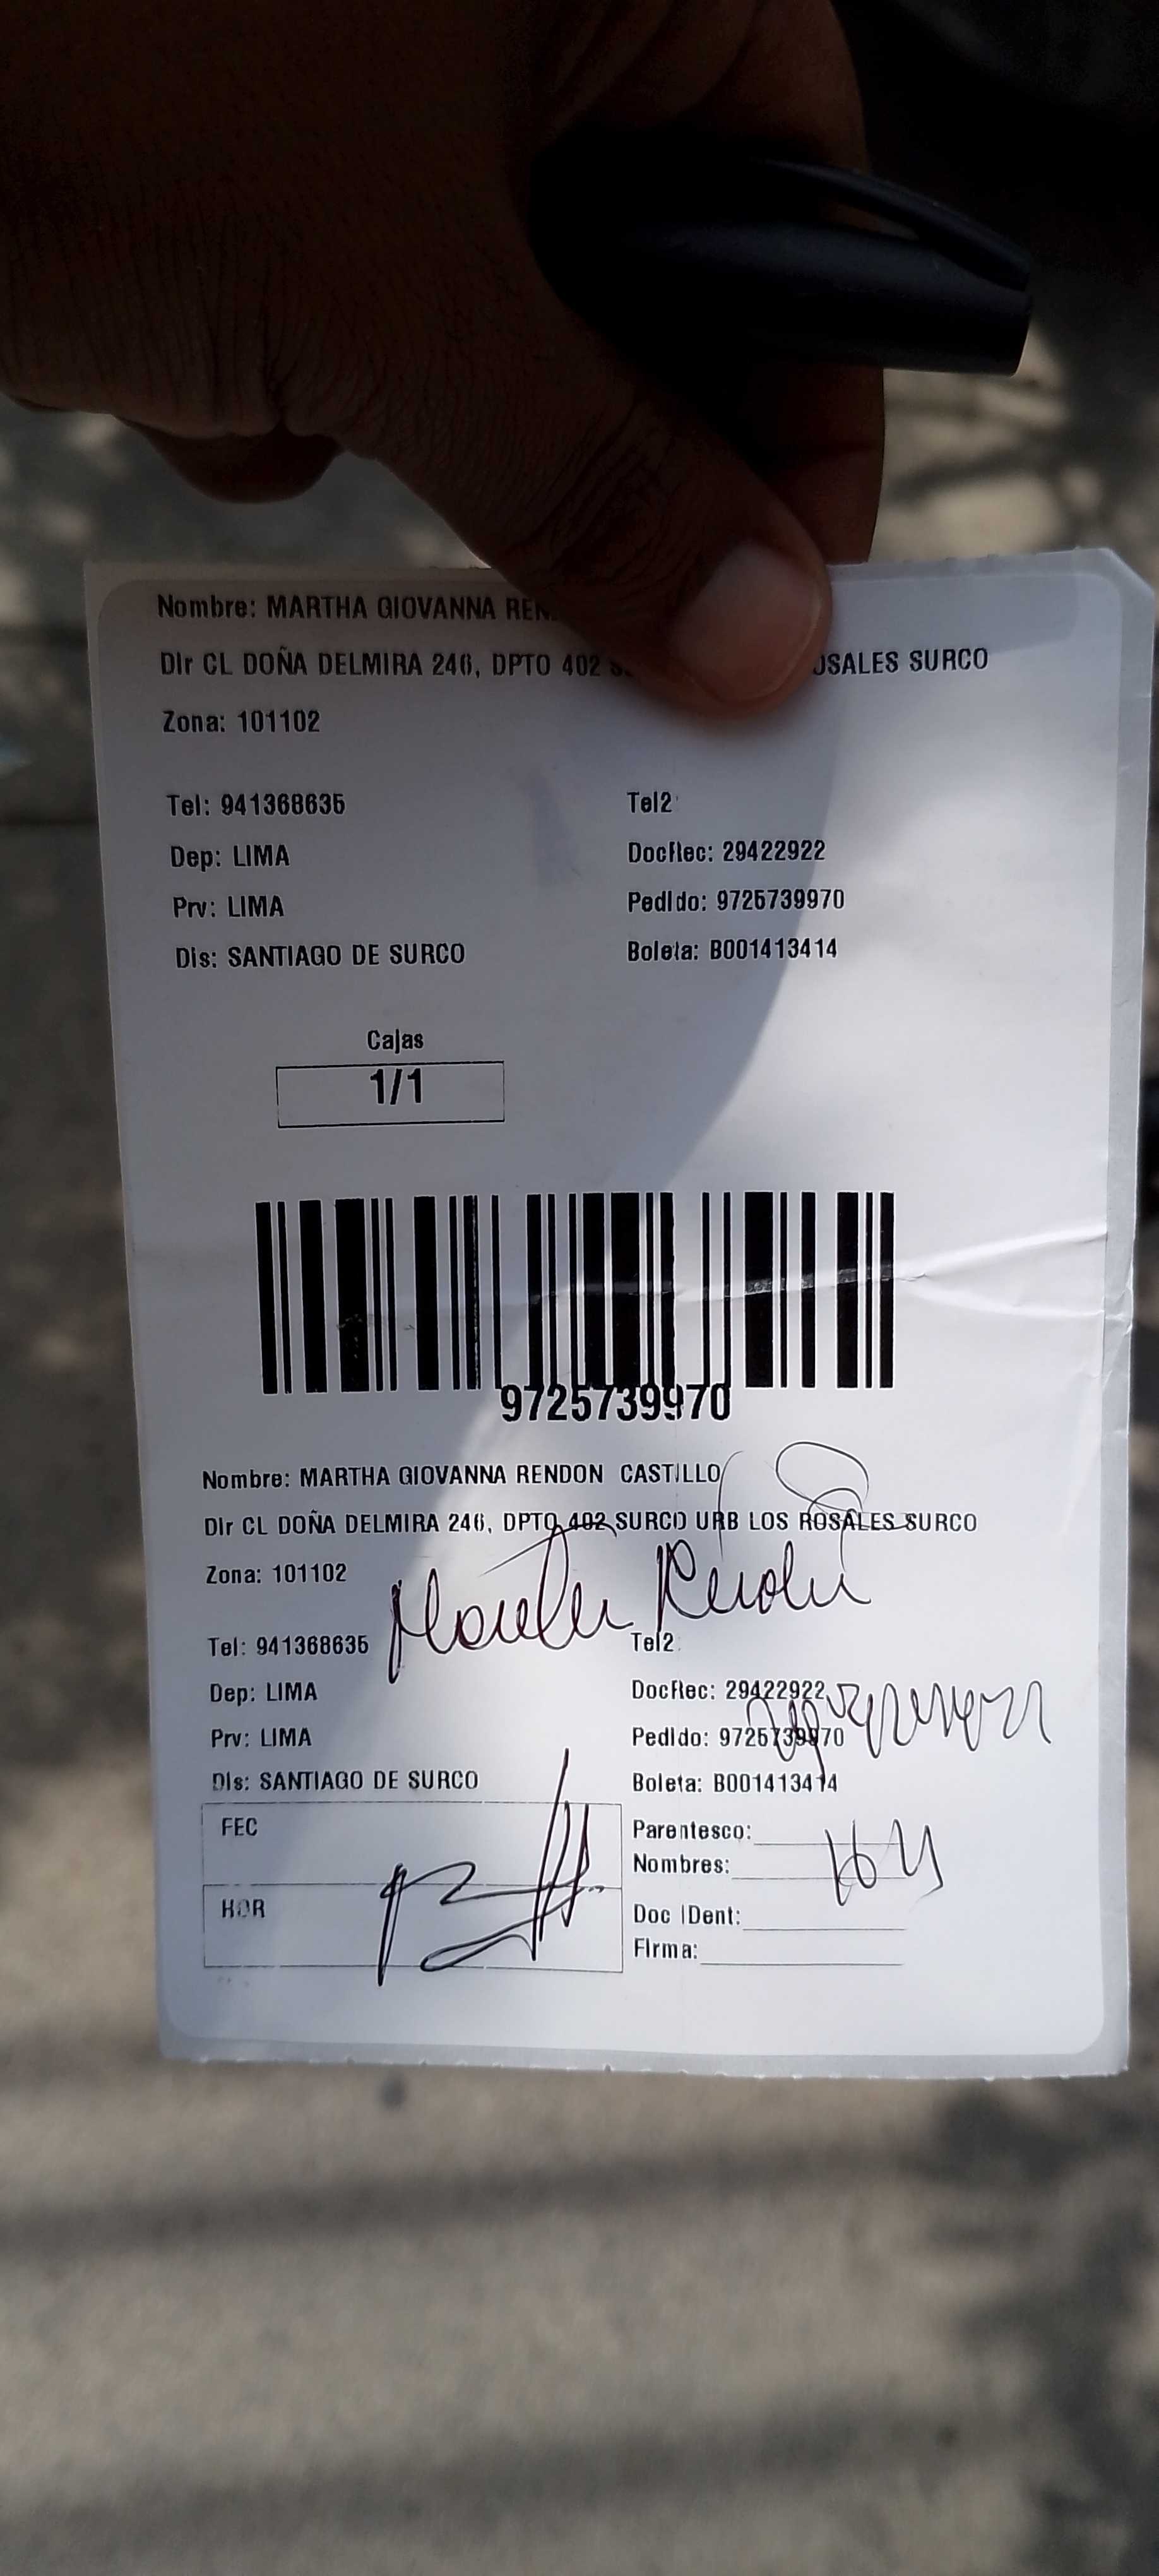 Nombre: MARTHA GIOVANNA
Dir CL DOÑA DELMIRA 246, DPTO 402 SURCO
Zona: 101102
Tel: 941368635 Tel2:
Dep: LIMA DocRec: 29422922
Prv: LIMA Pedido: 9725739970
Dis: SANTIAGO DE SURCO Boleta: B001413414
Cajas
1/1
9725739970
Nombre: MARTHA GIOVANNA RENDON CASTILLO
Dir CL DOÑA DELMIRA 246, DPTO 402 SURCO URB LOS ROSALES SURCO
Zona: 101102
Martha Rendon
Tel: 941368635 Tel2:
Dep: LIMA DocRec: 29422922
Prv: LIMA Pedido: 9725739970
Dis: SANTIAGO DE SURCO Boleta: B001413414
FEC Parentesco:
Nombres:
HOR Doc IDent:
Firma: